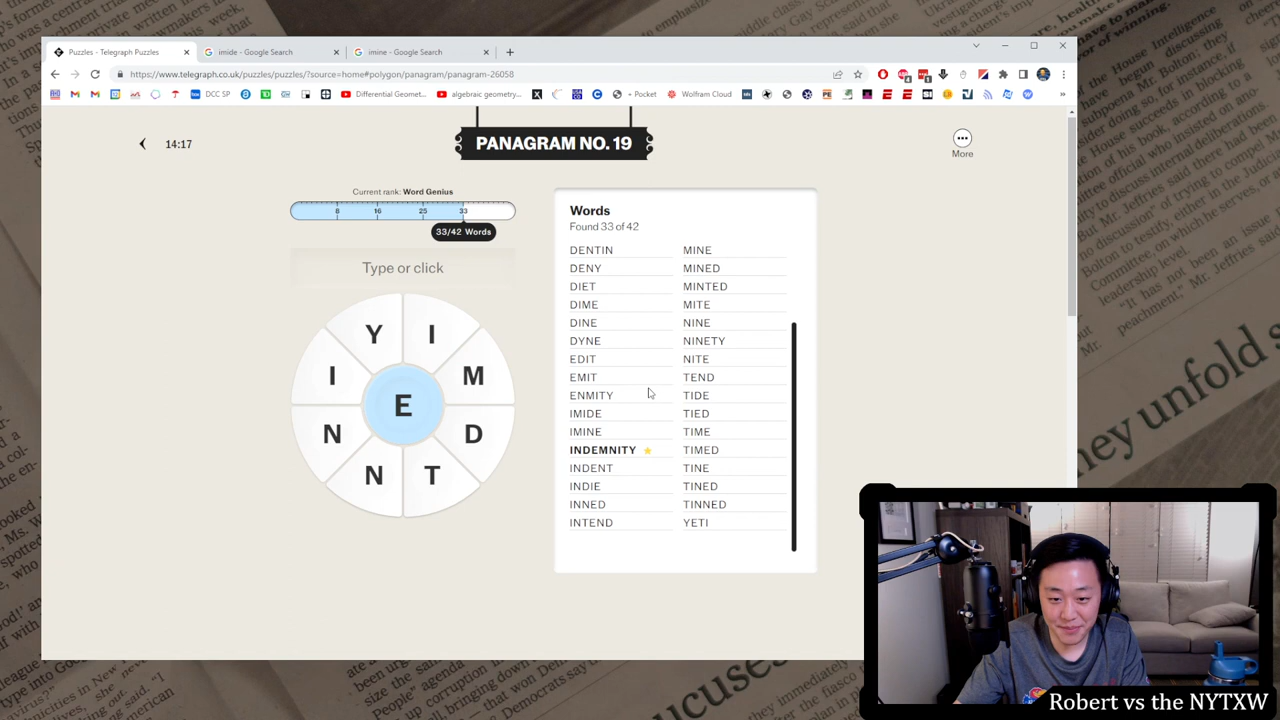 Puzzles - Telegraph Puzzles
imide - Google Search
imine - Google Search
https://www.telegraph.co.uk/puzzles/puzzles/?source=home#polygon/panagram/panagram-26058
DCC SP
Differential Geomet...
algebraic geometry...
+ Pocket
Wolfram Cloud
14:17
PANAGRAM NO. 19
More
Current rank: Word Genius
8 16 25 33
33/42 Words
Type or click
Y I
I M
E
N D
N T
Words
Found 33 of 42
DENTIN MINE
DENY MINED
DIET MINTED
DIME MITE
DINE NINE
DYNE NINETY
EDIT NITE
EMIT TEND
ENMITY TIDE
IMIDE TIED
IMINE TIME
INDEMNITY TIMED
INDENT TINE
INDIE TINED
INNED TINNED
INTEND YETI
Robert vs the NYTXW